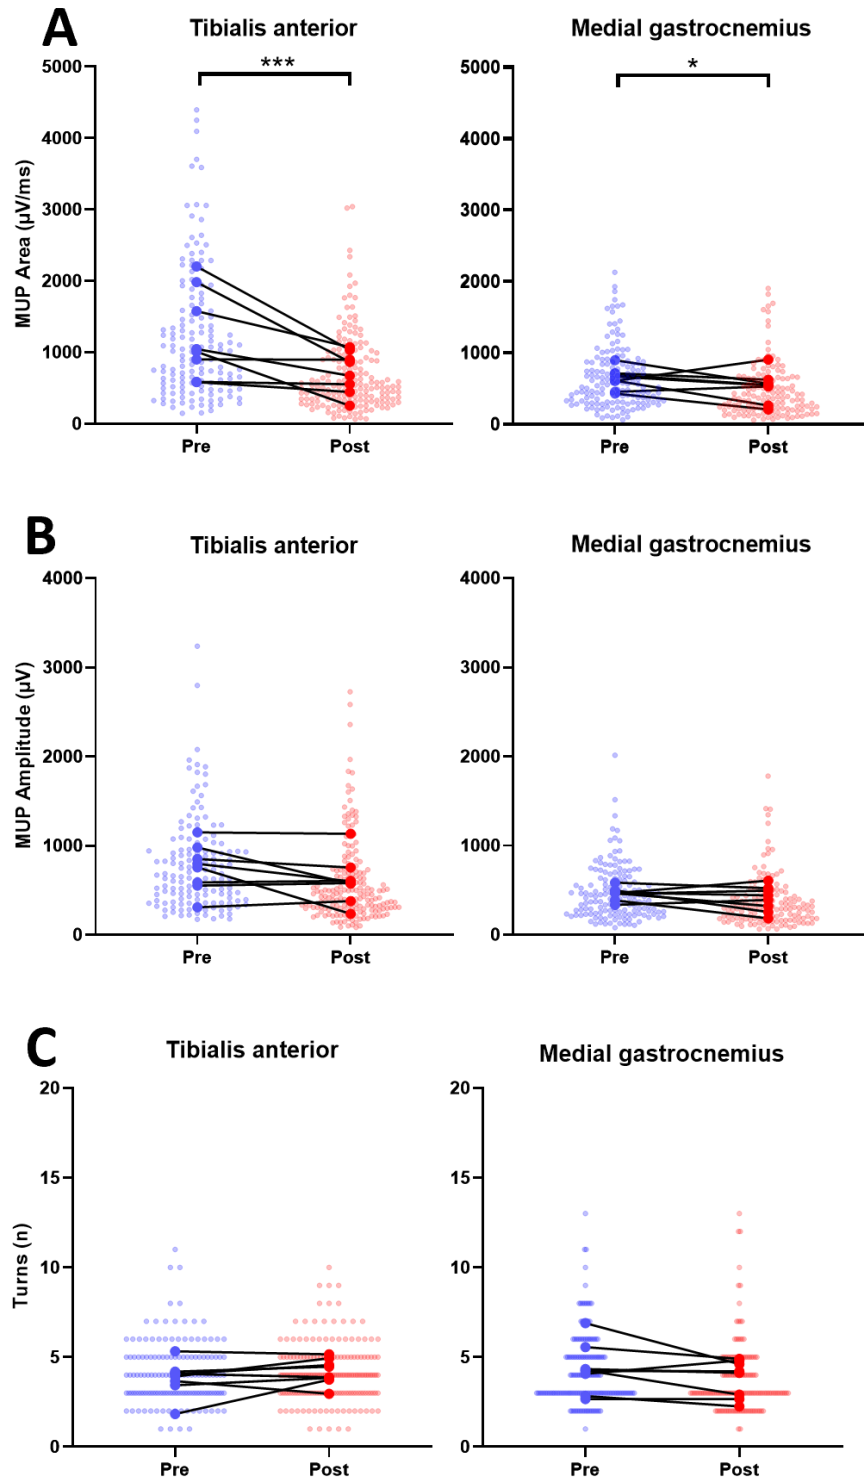 A
Tibialis anterior
Medial gastrocnemius
***
*
MUP Area (µV/ms)
5000
4000
3000
2000
1000
0
Pre
Post
5000
4000
3000
2000
1000
0
Pre
Post
B
Tibialis anterior
Medial gastrocnemius
MUP Amplitude (µV)
4000
3000
2000
1000
0
Pre
Post
4000
3000
2000
1000
0
Pre
Post
C
Tibialis anterior
Medial gastrocnemius
Turns (n)
20
15
10
5
0
Pre
Post
20
15
10
5
0
Pre
Post